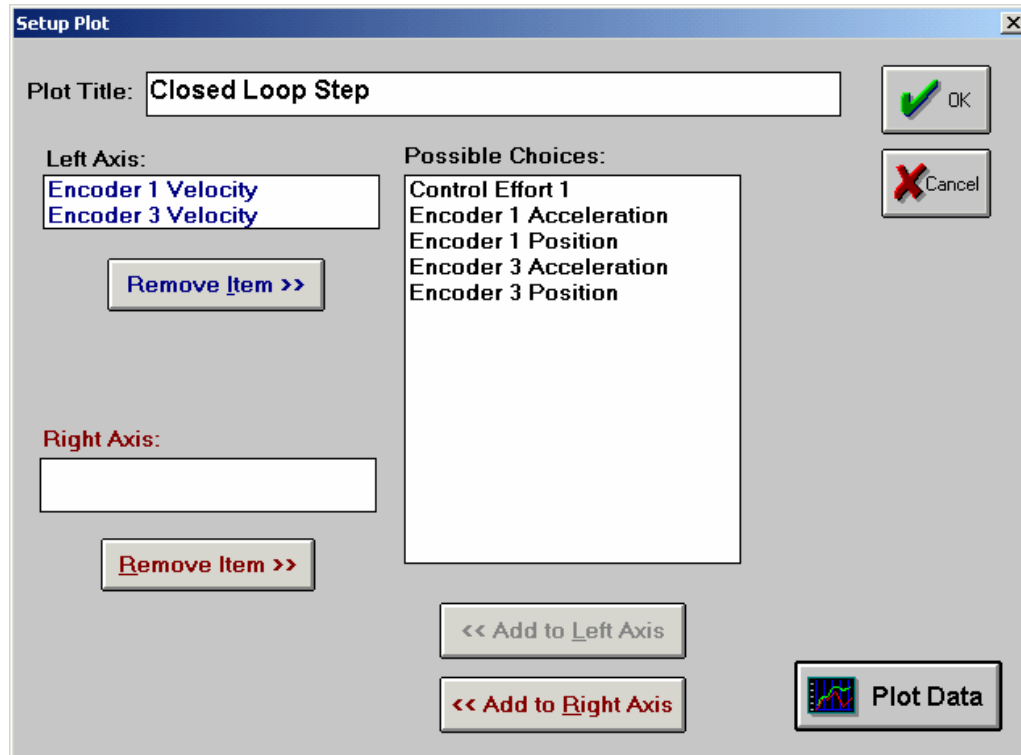 Setup Plot
Plot Title: Closed Loop Step
OK
Cancel
Left Axis:
Encoder 1 Velocity
Encoder 3 Velocity
Remove Item >>
Possible Choices:
Control Effort 1
Encoder 1 Acceleration
Encoder 1 Position
Encoder 3 Acceleration
Encoder 3 Position
Right Axis:
Remove Item >>
<< Add to Left Axis
<< Add to Right Axis
Plot Data